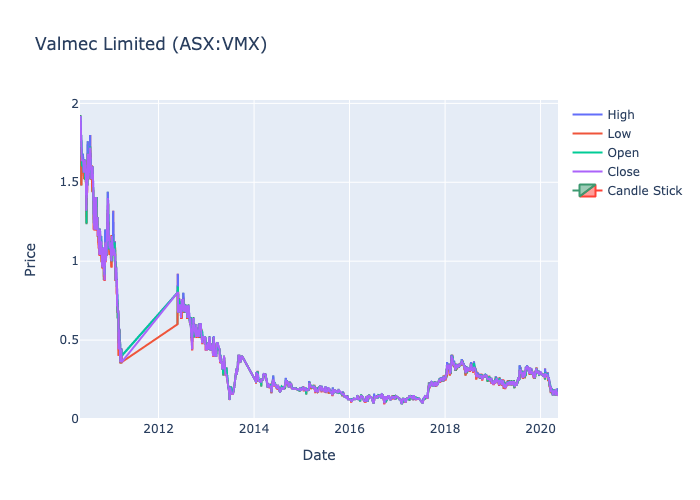 Valmec Limited (ASX:VMX)
2
1.5
1
0.5
0
Price
2012
2014
2016
2018
2020
Date
High
Low
Open
Close
Candle Stick